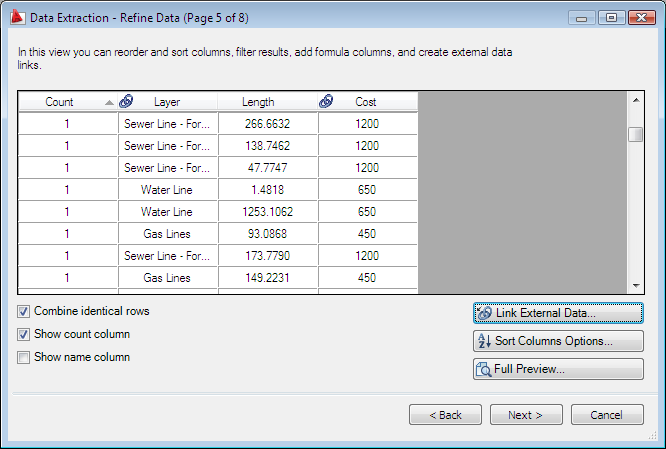 Data Extraction - Refine Data (Page 5 of 8)
In this view you can reorder and sort columns, filter results, add formula columns, and create external data
links.
Count Layer Length Cost
1 Sewer Line - For... 266.6632 1200
1 Sewer Line - For... 138.7462 1200
1 Sewer Line - For... 47.7747 1200
1 Water Line 1.4818 650
1 Water Line 1253.1062 650
1 Gas Lines 93.0868 450
1 Sewer Line - For... 173.7790 1200
1 Gas Lines 149.2231 450
Combine identical rows
Show count column
Show name column
Link External Data...
Sort Columns Options...
Full Preview...
< Back Next > Cancel